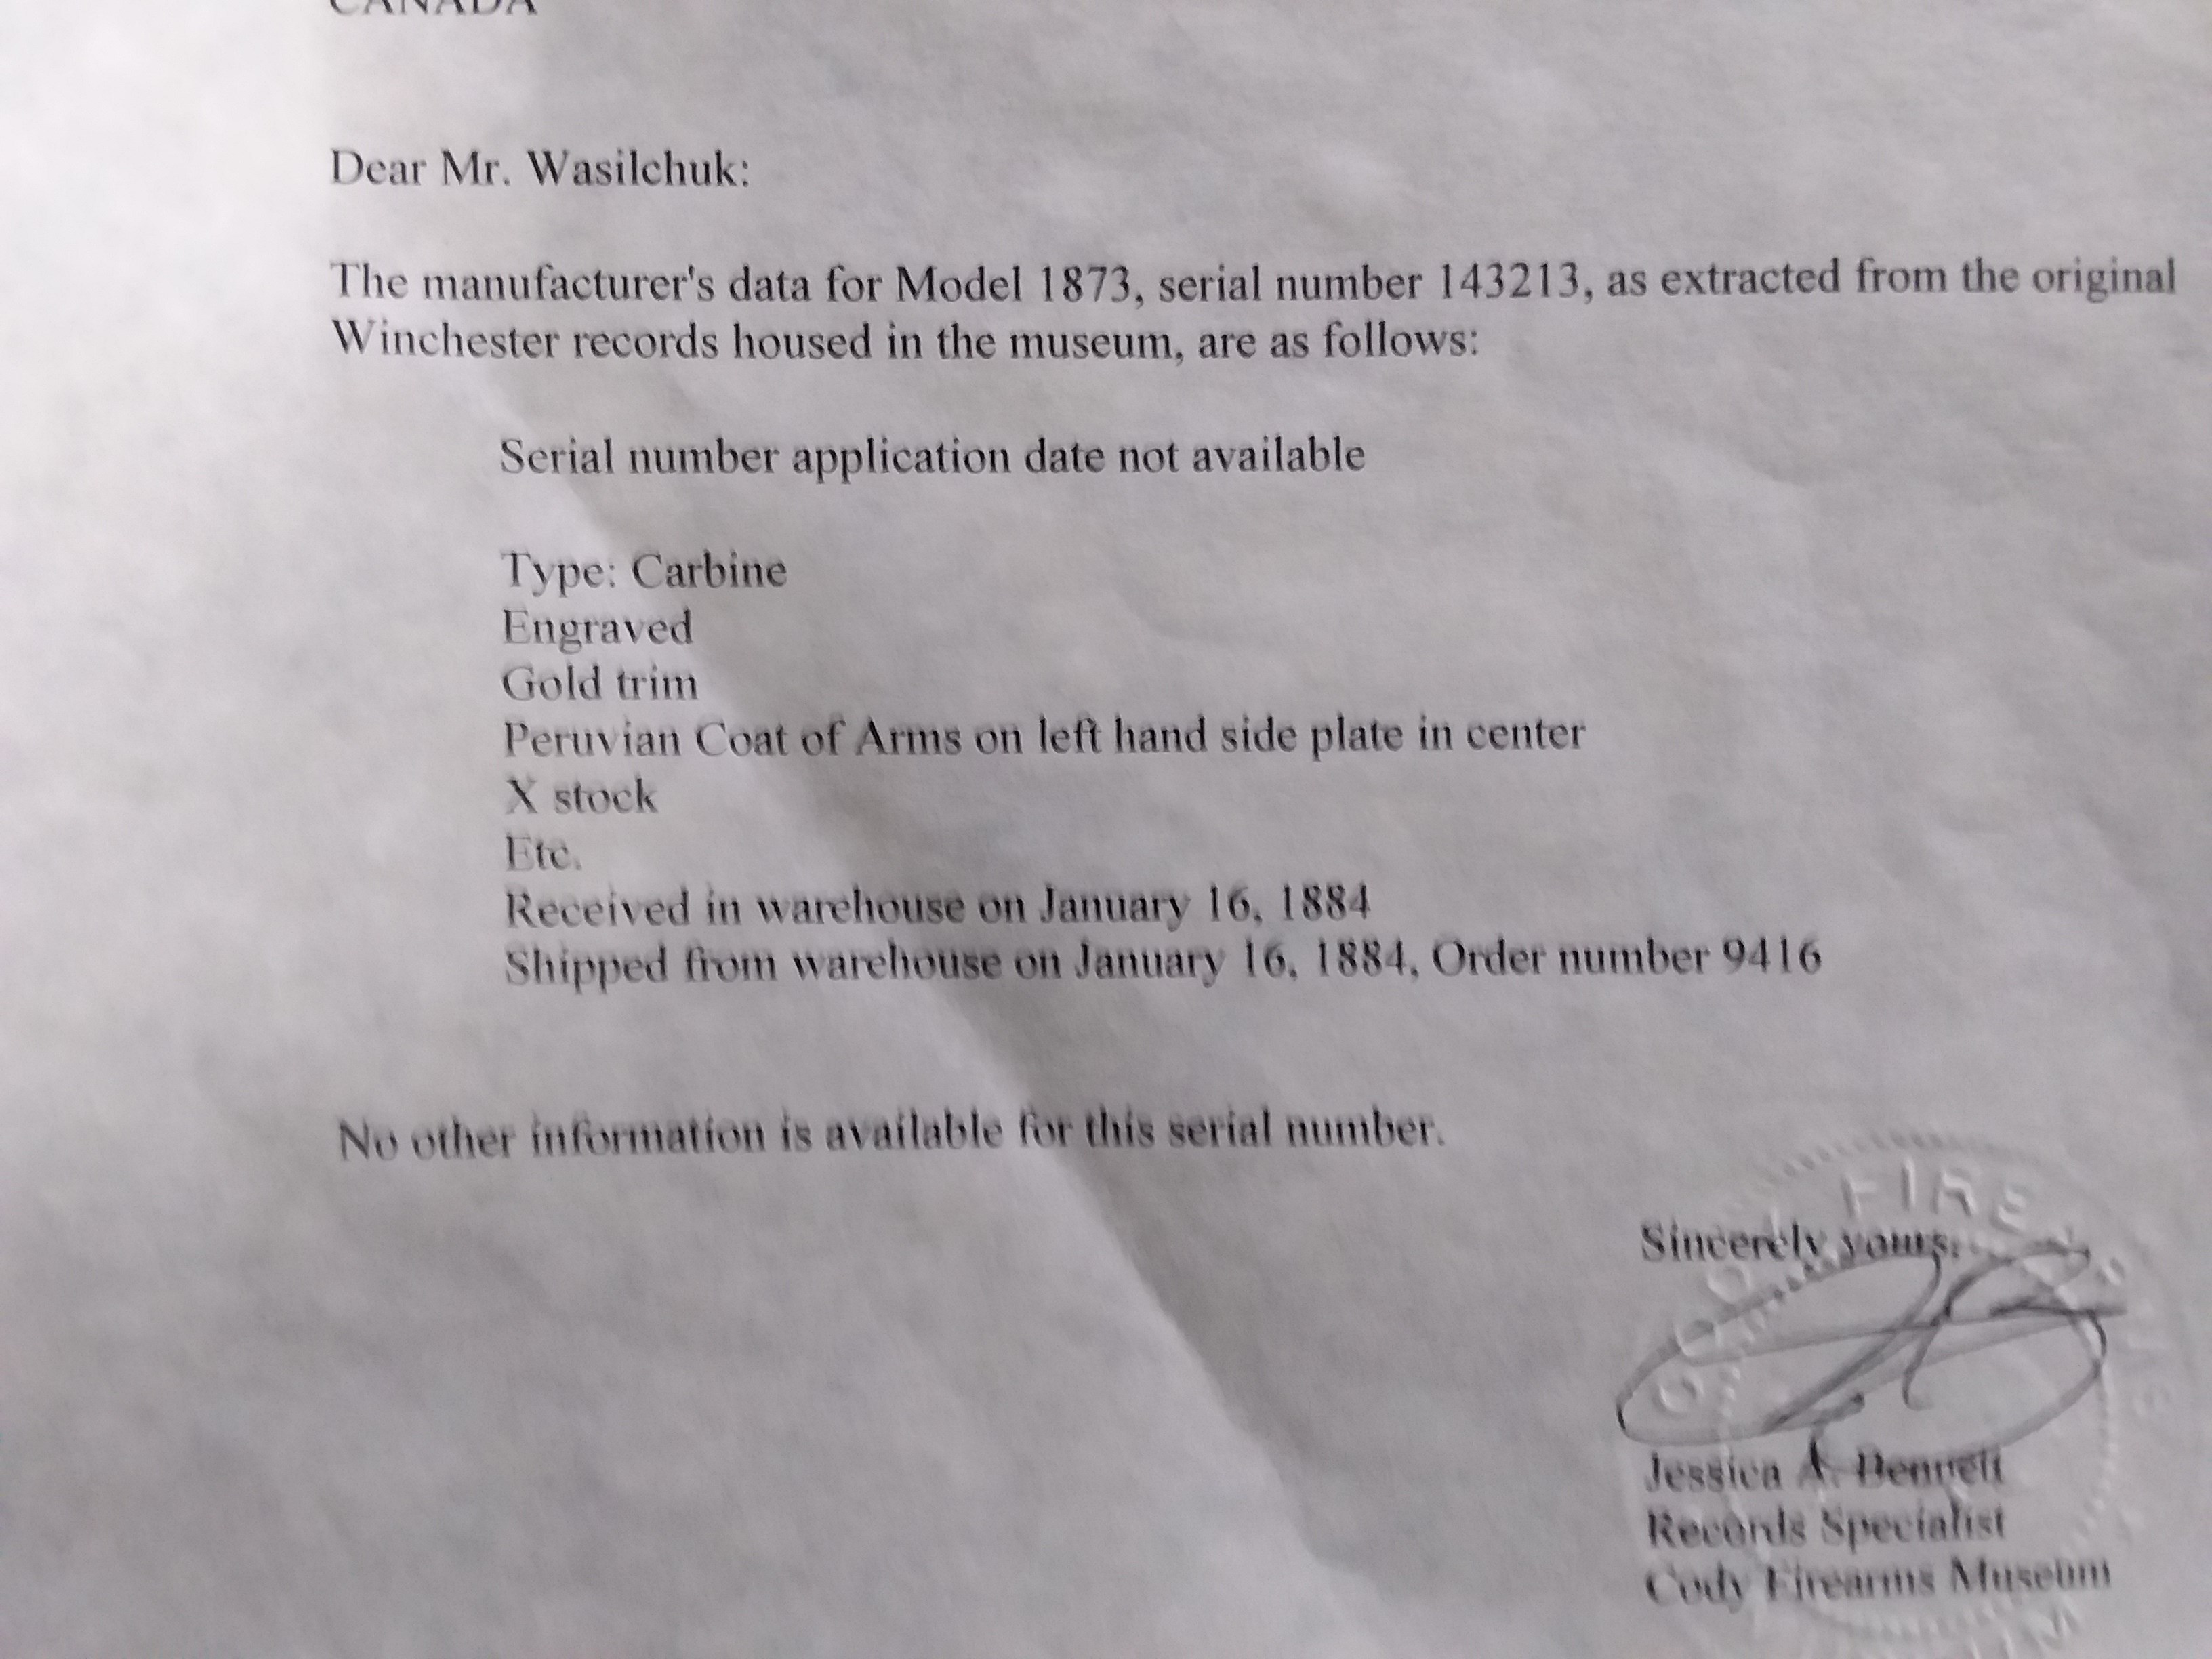 CANADA
Dear Mr. Wasilchuk:
The manufacturer's data for Model 1873, serial number 143213, as extracted from the original
Winchester records housed in the museum, are as follows:
Serial number application date not available
Type: Carbine
Engraved
Gold trim
Peruvian Coat of Arms on left hand side plate in center
X stock
Etc.
Received in warehouse on January 16, 1884
Shipped from warehouse on January 16, 1884, Order number 9416
No other information is available for this serial number.
FIRE
Sincerely yours,
Jessica A. Bennett
Records Specialist
Cody Firearms Museum